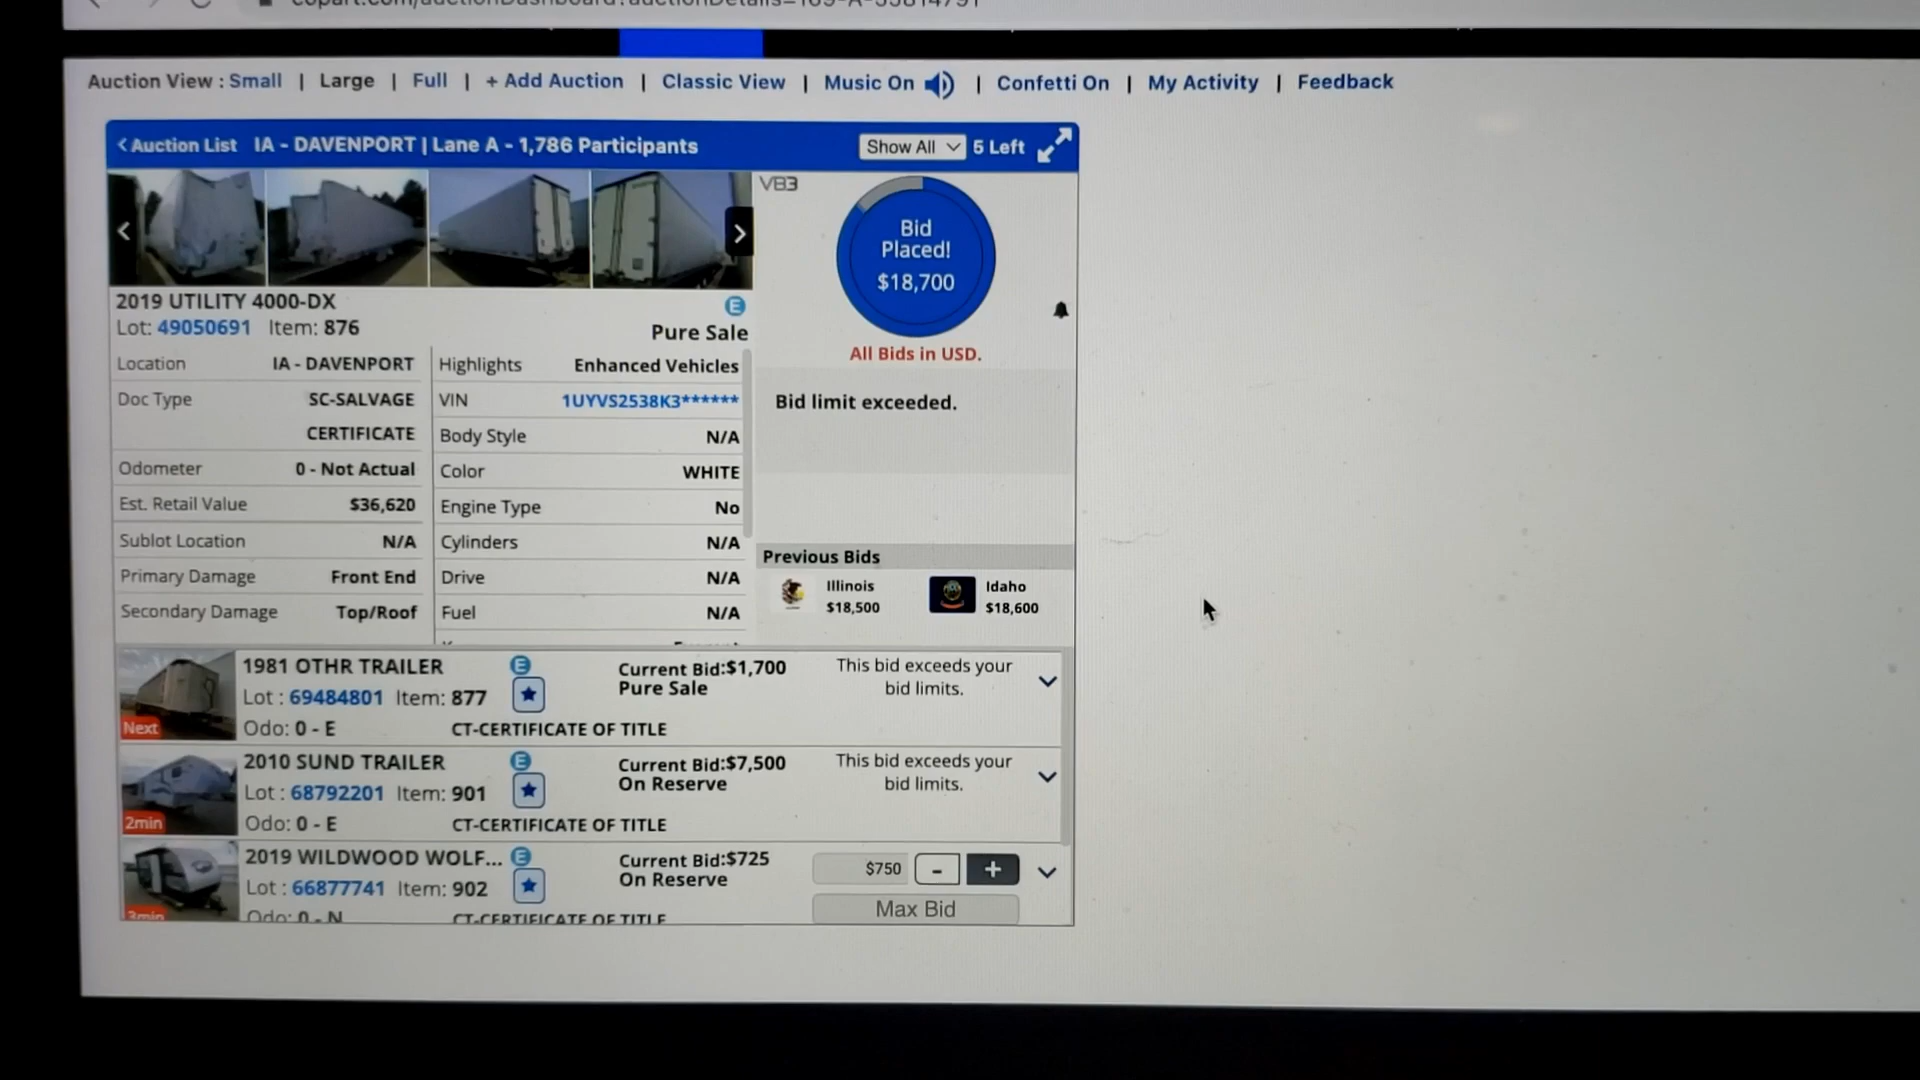 Auction View : Small | Large | Full | + Add Auction | Classic View | Music On | Confetti On | My Activity | Feedback
Auction List IA - DAVENPORT | Lane A - 1,786 Participants Show All 5 Left
VB3
Bid
Placed!
$18,700
All Bids in USD.
Bid limit exceeded.
2019 UTILITY 4000-DX E
Lot: 49050691 Item: 876
Pure Sale
Location IA - DAVENPORT
Doc Type SC-SALVAGE
CERTIFICATE
Odometer 0 - Not Actual
Est. Retail Value $36,620
Sublot Location N/A
Primary Damage Front End
Secondary Damage Top/Roof
Highlights Enhanced Vehicles
VIN 1UYVS2538K3******
Body Style N/A
Color WHITE
Engine Type No
Cylinders N/A
Drive N/A
Fuel N/A
Previous Bids
Illinois
$18,500
Idaho
$18,600
1981 OTHR TRAILER E
Lot : 69484801 Item: 877
Odo: 0 - E CT-CERTIFICATE OF TITLE
Next
Current Bid:$1,700
Pure Sale
This bid exceeds your
bid limits.
2010 SUND TRAILER E
Lot : 68792201 Item: 901
Odo: 0 - E CT-CERTIFICATE OF TITLE
2min
Current Bid:$7,500
On Reserve
This bid exceeds your
bid limits.
2019 WILDWOOD WOLF... E
Lot : 66877741 Item: 902
Odo: 0 - N CT-CERTIFICATE OF TITLE
3min
Current Bid:$725
On Reserve
$750 - +
Max Bid